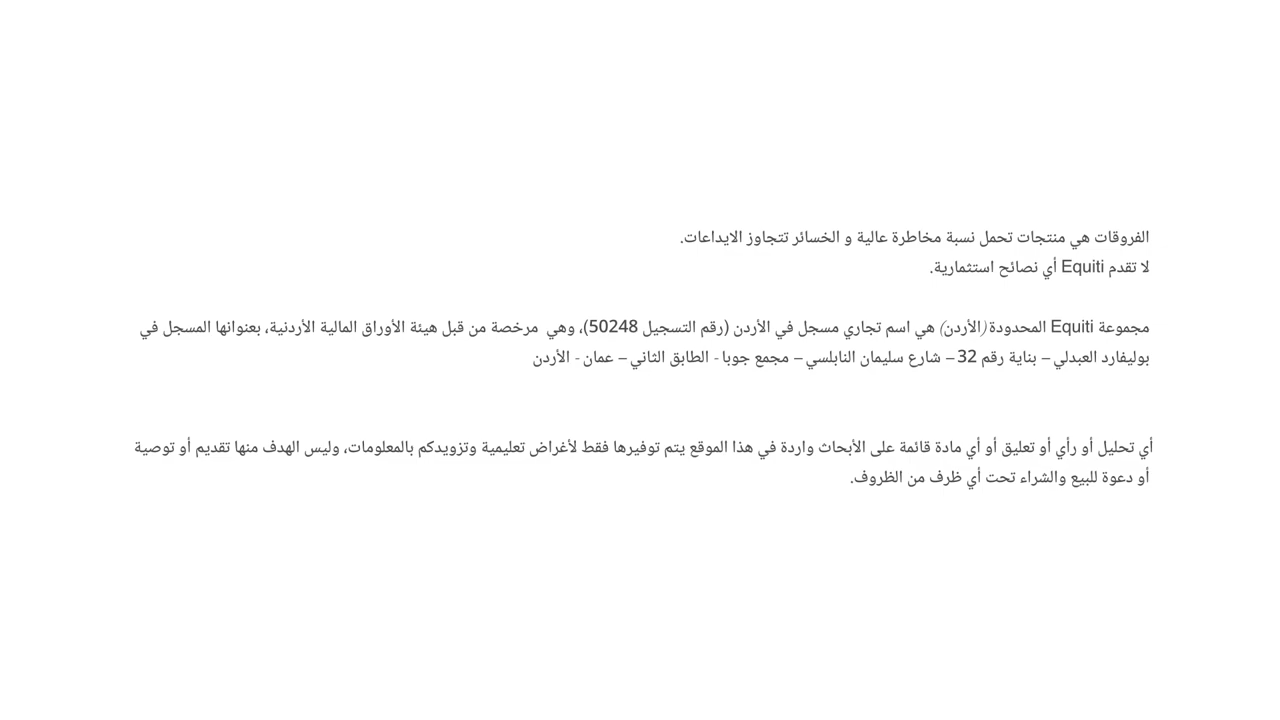 الفروقات هي منتجات تحمل نسبة مخاطرة عالية و الخسائر تتجاوز الايداعات.
لا تقدم Equiti أي نصائح استثمارية.
مجموعة Equiti المحدودة (الأردن) هي اسم تجاري مسجل في الأردن (رقم التسجيل 50248)، وهي مرخصة من قبل هيئة الأوراق المالية الأردنية، بعنوانها المسجل في
بوليفارد العبدلي – بناية رقم 32 – شارع سليمان النابلسي – مجمع جوبا - الطابق الثاني – عمان - الأردن
أي تحليل أو رأي أو تعليق أو أي مادة قائمة على الأبحاث واردة في هذا الموقع يتم توفيرها فقط لأغراض تعليمية وتزويدكم بالمعلومات، وليس الهدف منها تقديم أو توصية
أو دعوة للبيع والشراء تحت أي ظرف من الظروف.